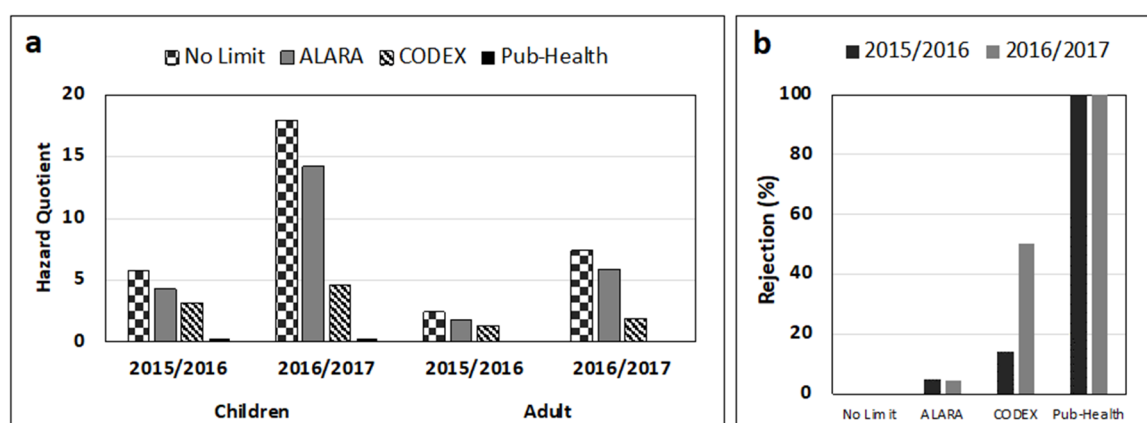 a
No Limit ALARA CODEX Pub-Health
Hazard Quotient
20
15
10
5
0
2015/2016 2016/2017 2015/2016 2016/2017
Children Adult
b
2015/2016 2016/2017
Rejection (%)
100
80
60
40
20
0
No Limit ALARA CODEX Pub-Health